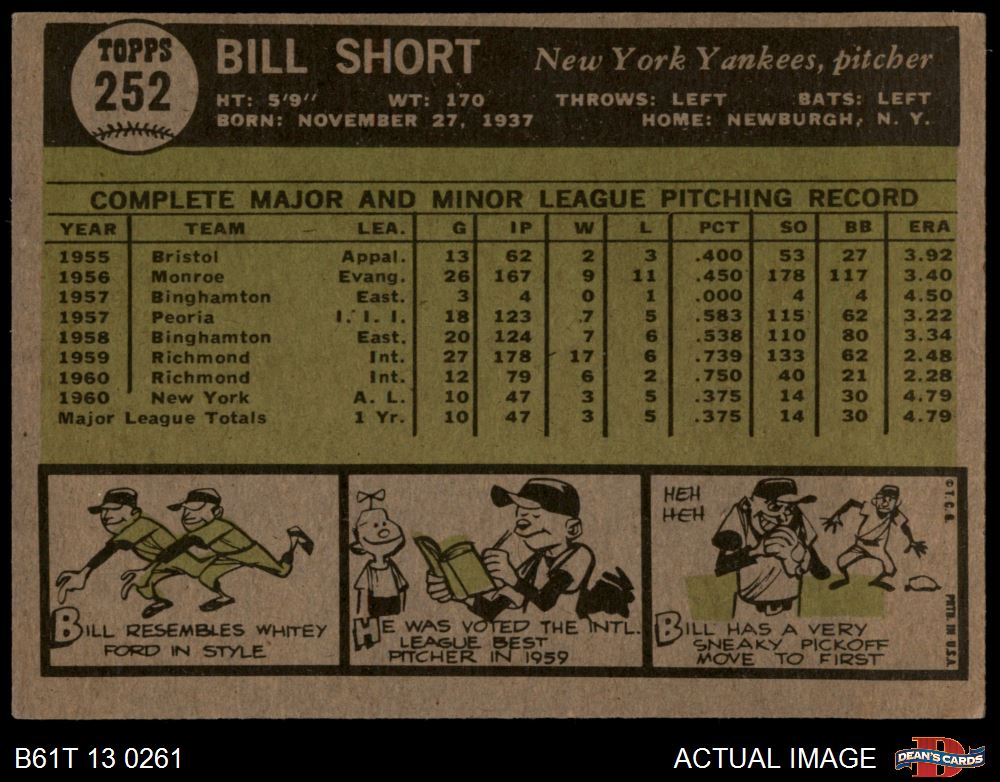 TOPPS
252
BILL SHORT
New York Yankees, pitcher
HT: 5'9" WT: 170 THROWS: LEFT BATS: LEFT
BORN: NOVEMBER 27, 1937 HOME: NEWBURGH, N. Y.
COMPLETE MAJOR AND MINOR LEAGUE PITCHING RECORD
YEAR TEAM LEA. G IP W L PCT SO BB ERA
1955 Bristol Appal. 13 62 2 3 .400 53 27 3.92
1956 Monroe Evang. 26 167 9 11 .450 178 117 3.40
1957 Binghamton East. 3 4 0 1 .000 4 4 4.50
1957 Peoria I. I. I. 18 123 7 5 .583 115 62 3.22
1958 Binghamton East. 20 124 7 6 .538 110 80 3.34
1959 Richmond Int. 27 178 17 6 .739 133 62 2.48
1960 Richmond Int. 12 79 6 2 .750 40 21 2.28
1960 New York A. L. 10 47 3 5 .375 14 30 4.79
Major League Totals 1 Yr. 10 47 3 5 .375 14 30 4.79
BILL RESEMBLES WHITEY
FORD IN STYLE
HE WAS VOTED THE INTL.
LEAGUE BEST
PITCHER IN 1959
HEH
HEH
BILL HAS A VERY
SNEAKY PICKOFF
MOVE TO FIRST
© T. C. G.
PRTD. IN U.S.A.
B61T 13 0261
ACTUAL IMAGE
D
DEAN'S CARDS